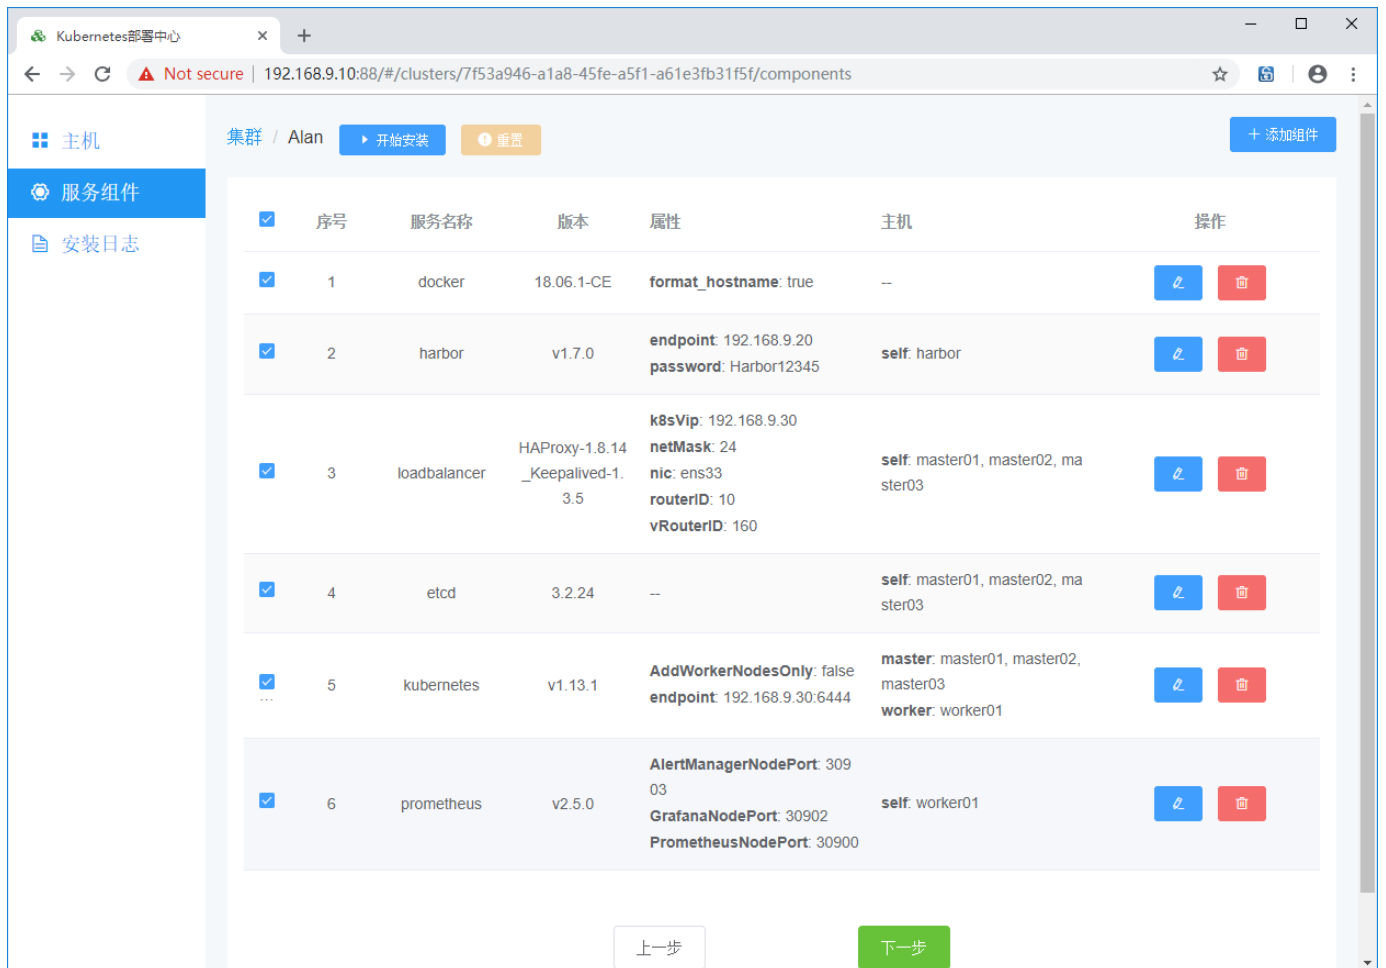 Kubernetes部署中心
Not secure | 192.168.9.10:88/#/clusters/7f53a946-a1a8-45fe-a5f1-a61e3fb31f5f/components
主机
服务组件
安装日志
集群 / Alan 开始安装 重置 + 添加组件
序号 服务名称 版本 属性 主机 操作
1 docker 18.06.1-CE format_hostname: true --
2 harbor v1.7.0 endpoint: 192.168.9.20
password: Harbor12345
self: harbor
3 loadbalancer
HAProxy-1.8.14
_Keepalived-1.
3.5
k8sVip: 192.168.9.30
netMask: 24
nic: ens33
routerID: 10
vRouterID: 160
self: master01, master02, ma
ster03
4 etcd 3.2.24 --
self: master01, master02, ma
ster03
...
5 kubernetes v1.13.1
AddWorkerNodesOnly: false
endpoint: 192.168.9.30:6444
master: master01, master02,
master03
worker: worker01
6 prometheus v2.5.0
AlertManagerNodePort: 309
03
GrafanaNodePort: 30902
PrometheusNodePort: 30900
self: worker01
上一步 下一步